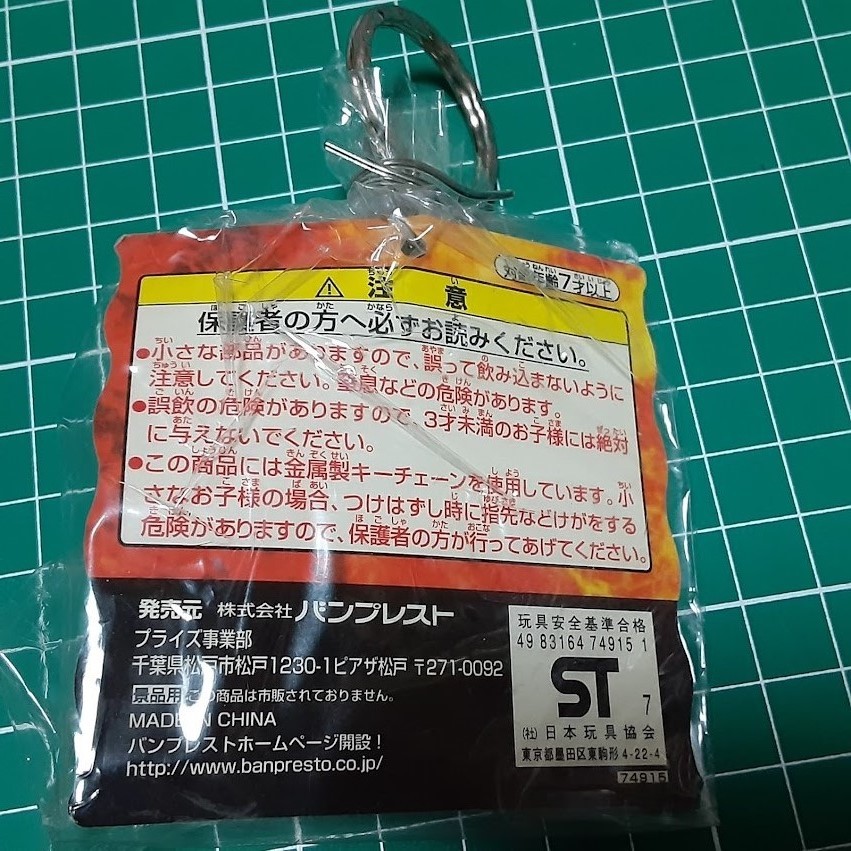 対象年齢7才以上
注意
保護者の方へ必ずお読みください。
●小さな部品がありますので、誤って飲み込まないように
注意してください。窒息などの危険があります。
●誤飲の危険がありますので、3才未満のお子様には絶対
に与えないでください。
●この商品には金属製キーチェーンを使用しています。小
さなお子様の場合、つけはずし時に指先などけがをする
危険がありますので、保護者の方が行ってあげてください。
発売元 株式会社バンプレスト
プライズ事業部
千葉県松戸市松戸1230-1ピアザ松戸 〒271-0092
景品用 この商品は市販されておりません。
MADE IN CHINA
バンプレストホームページ開設!
http://www.banpresto.co.jp/
玩具安全基準合格
49 83164 74915 1
ST 7
(社)日本玩具協会
東京都墨田区東駒形 4-22-4
74915